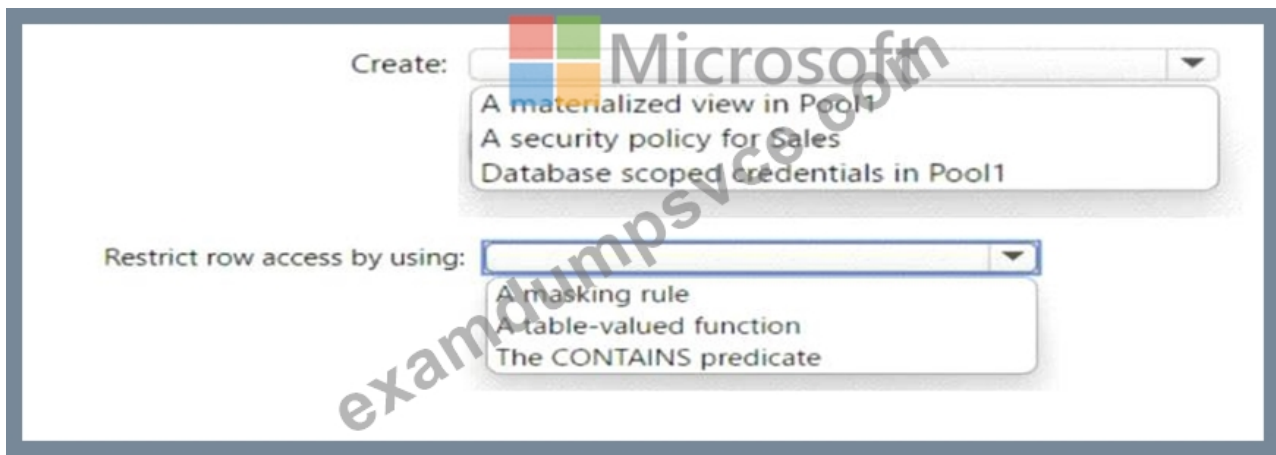 Microsoft
Create:
A materialized view in Pool1
A security policy for Sales
Database scoped credentials in Pool1
Restrict row access by using:
A masking rule
A table-valued function
The CONTAINS predicate
examdumpsvce.com